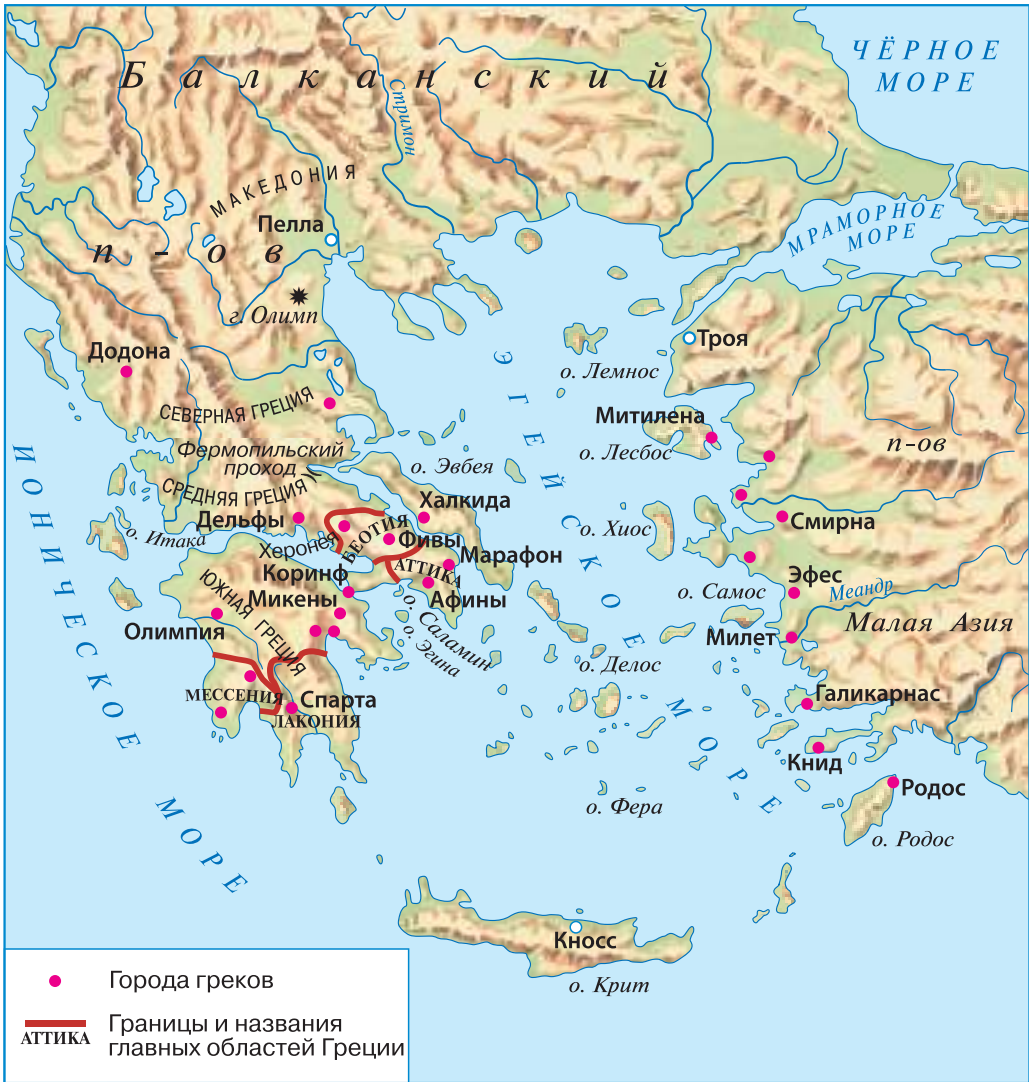 ЧЁРНОЕ
МОРЕ
Балканский
Стримон
МАКЕДОНИЯ
Пелла
МРАМОРНОЕ
МОРЕ
п-ов
г. Олимп
Троя
Додона
о. Лемнос
СЕВЕРНАЯ ГРЕЦИЯ
Митилена
п-ов
Фермопильский
проход
о. Лесбос
о. Эвбея
СРЕДНЯЯ ГРЕЦИЯ
Халкида
Дельфы
о. Хиос
Смирна
о. Итака
Херонея
БЕОТИЯ
Фивы
Марафон
Коринф
АТТИКА
Эфес
Меандр
ЮЖНАЯ ГРЕЦИЯ
Микены
Афины
о. Самос
о. Саламин
о. Эгина
Олимпия
Милет
Малая Азия
о. Делос
МЕССЕНИЯ
Спарта
ЛАКОНИЯ
Галикарнас
Книд
Родос
о. Фера
о. Родос
ИОНИЧЕСКОЕ МОРЕ
ЭГЕЙСКОЕ МОРЕ
Кносс
о. Крит
Города греков
АТТИКА
Границы и названия
главных областей Греции